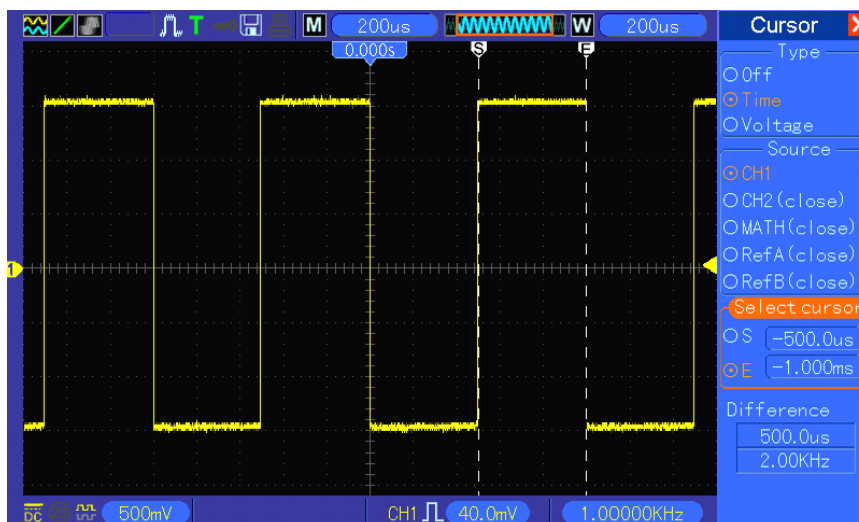 T M 200us W 200us Cursor X
0.000s S E
Type
Off
Time
Voltage
Source
CH1
CH2(close)
MATH(close)
RefA(close)
RefB(close)
1
Select cursor
S -500.0us
E -1.000ms
Difference
500.0us
2.00KHz
DC 500mV CH1 40.0mV 1.00000KHz